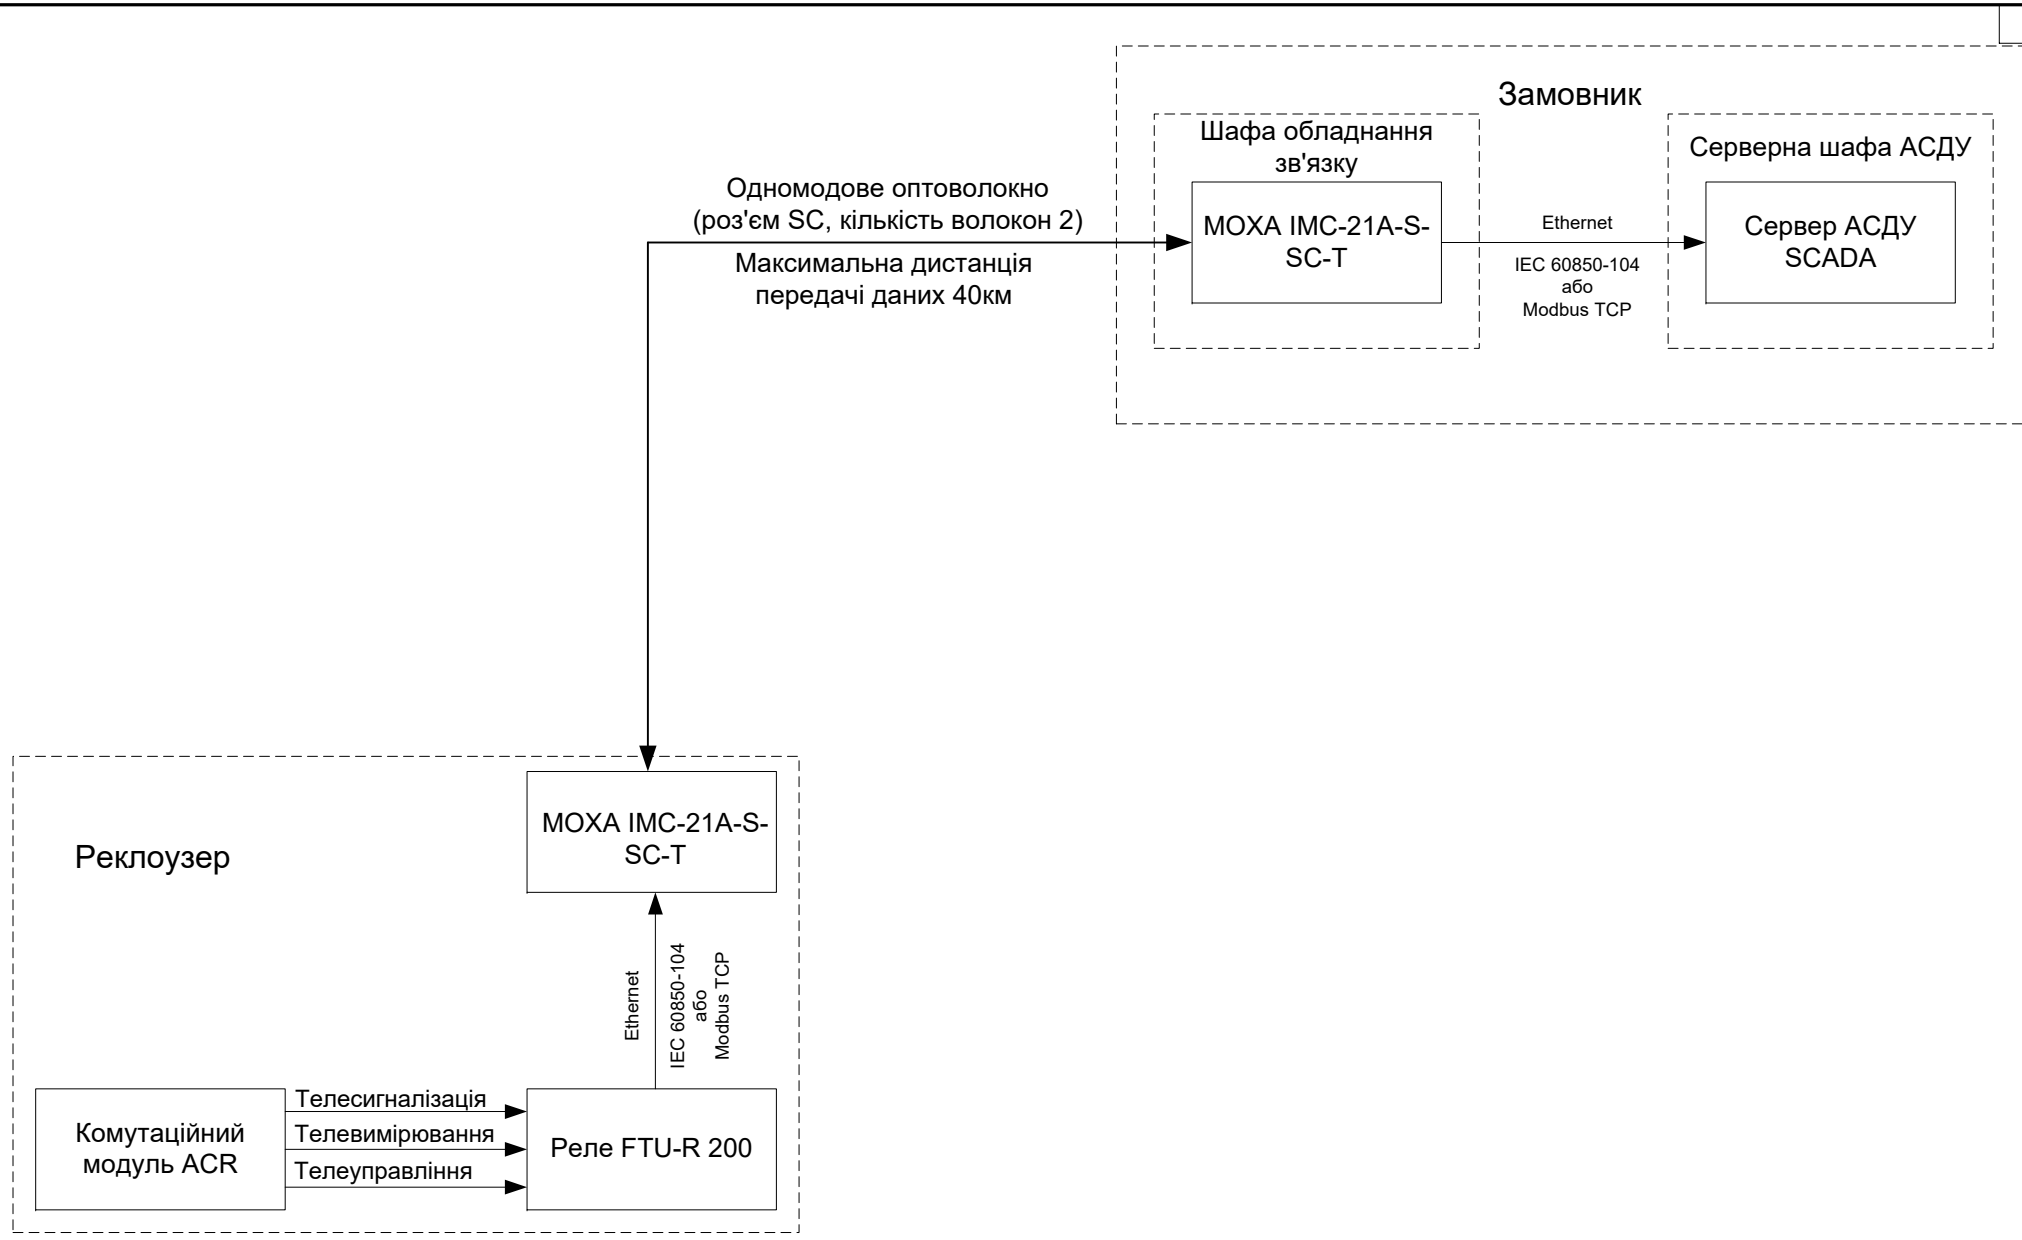 Замовник
Шафа обладнання
зв'язку
Серверна шафа АСДУ
Одномодове оптоволокно
(роз'єм SC, кількість волокон 2)
Максимальна дистанція
передачі даних 40км
MOXA IMC-21A-S-
SC-T
Ethernet
IEC 60850-104
або
Modbus TCP
Сервер АСДУ
SCADA
Реклоузер
MOXA IMC-21A-S-
SC-T
Ethernet
IEC 60850-104
або
Modbus TCP
Комутаційний
модуль ACR
Телесигналізація
Телевимірювання
Телеуправління
Реле FTU-R 200